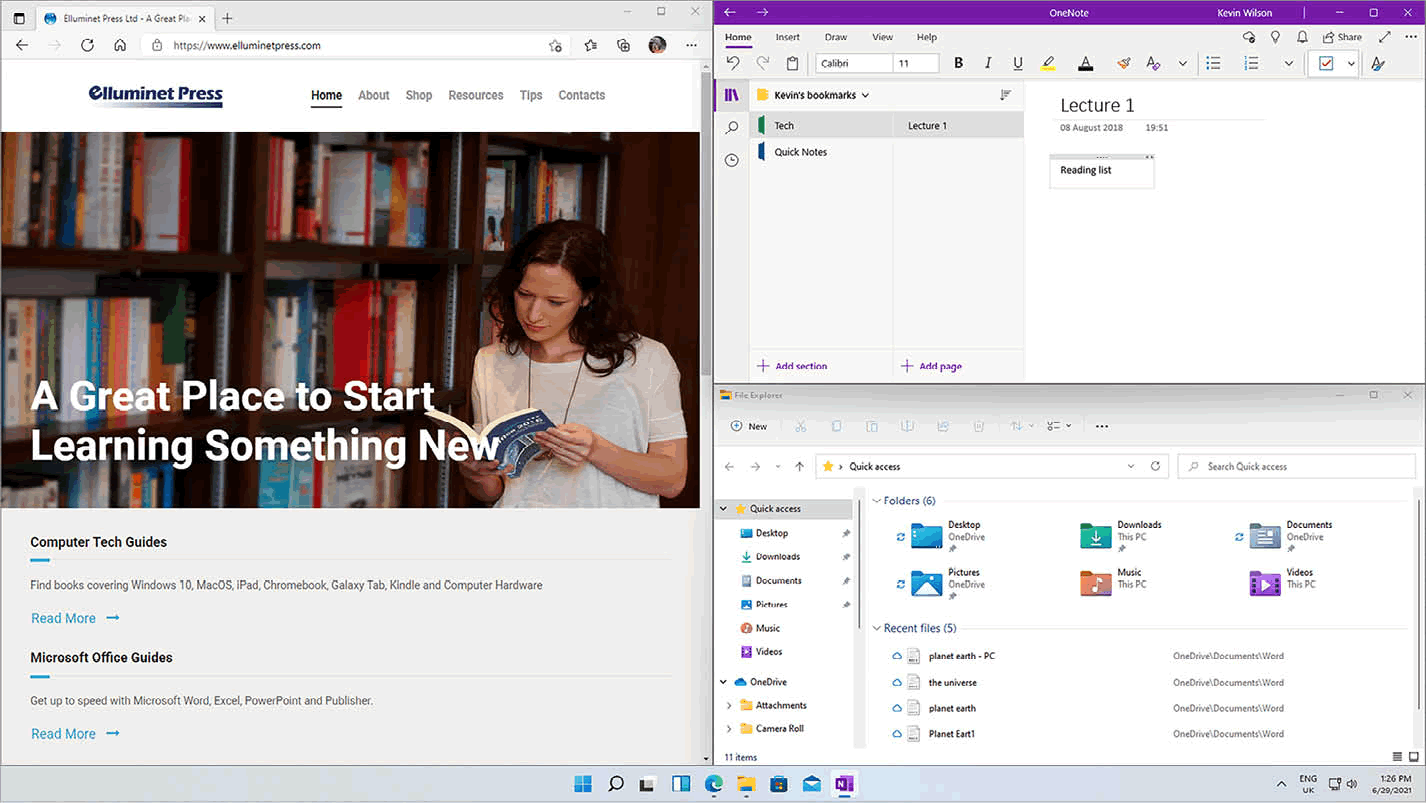 Elluminet Press Ltd - A Great Pla
https://www.elluminetpress.com
elluminet Press
Home About Shop Resources Tips Contacts
A Great Place to Start
Learning Something New
Computer Tech Guides
Find books covering Windows 10, MacOS, iPad, Chromebook, Galaxy Tab, Kindle and Computer Hardware
Read More
Microsoft Office Guides
Get up to speed with Microsoft Word, Excel, PowerPoint and Publisher.
Read More
OneNote Kevin Wilson
Home Insert Draw View Help Share
Calibri 11 B I U
Kevin's bookmarks
Tech Lecture 1
Quick Notes
Add section Add page
Lecture 1
08 August 2018 19:51
Reading list
File Explorer
New
Quick access Search Quick access
Quick access
Desktop
Downloads
Documents
Pictures
Music
Videos
OneDrive
Attachments
Camera Roll
Folders (6)
Desktop
OneDrive
Downloads
This PC
Documents
OneDrive
Pictures
OneDrive
Music
This PC
Videos
This PC
Recent files (5)
planet earth - PC OneDrive\Documents\Word
the universe OneDrive\Documents\Word
planet earth OneDrive\Documents\Word
Planet Eart1 OneDrive\Documents\Word
11 items
ENG
UK
1:26 PM
6/29/2021